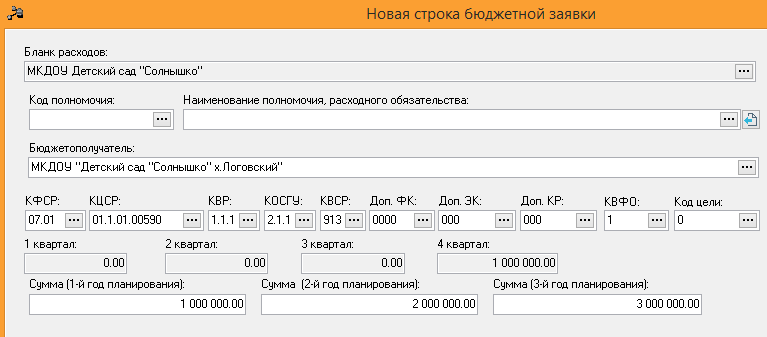 Новая строка бюджетной заявки
Бланк расходов:
МКДОУ Детский сад "Солнышко"
Код полномочия: Наименование полномочия, расходного обязательства:
Бюджетополучатель:
МКДОУ "Детский сад "Солнышко" х.Логовский"
КФСР: КЦСР: КВР: КОСГУ: КВСР: Доп. ФК: Доп. ЭК: Доп. КР: КВФО: Код цели:
07.01 01.1.01.00590 1.1.1 2.1.1 913 0000 000 000 1 0
1 квартал: 2 квартал: 3 квартал: 4 квартал:
0.00 0.00 0.00 1 000 000.00
Сумма (1-й год планирования): Сумма (2-й год планирования): Сумма (3-й год планирования):
1 000 000.00 2 000 000.00 3 000 000.00